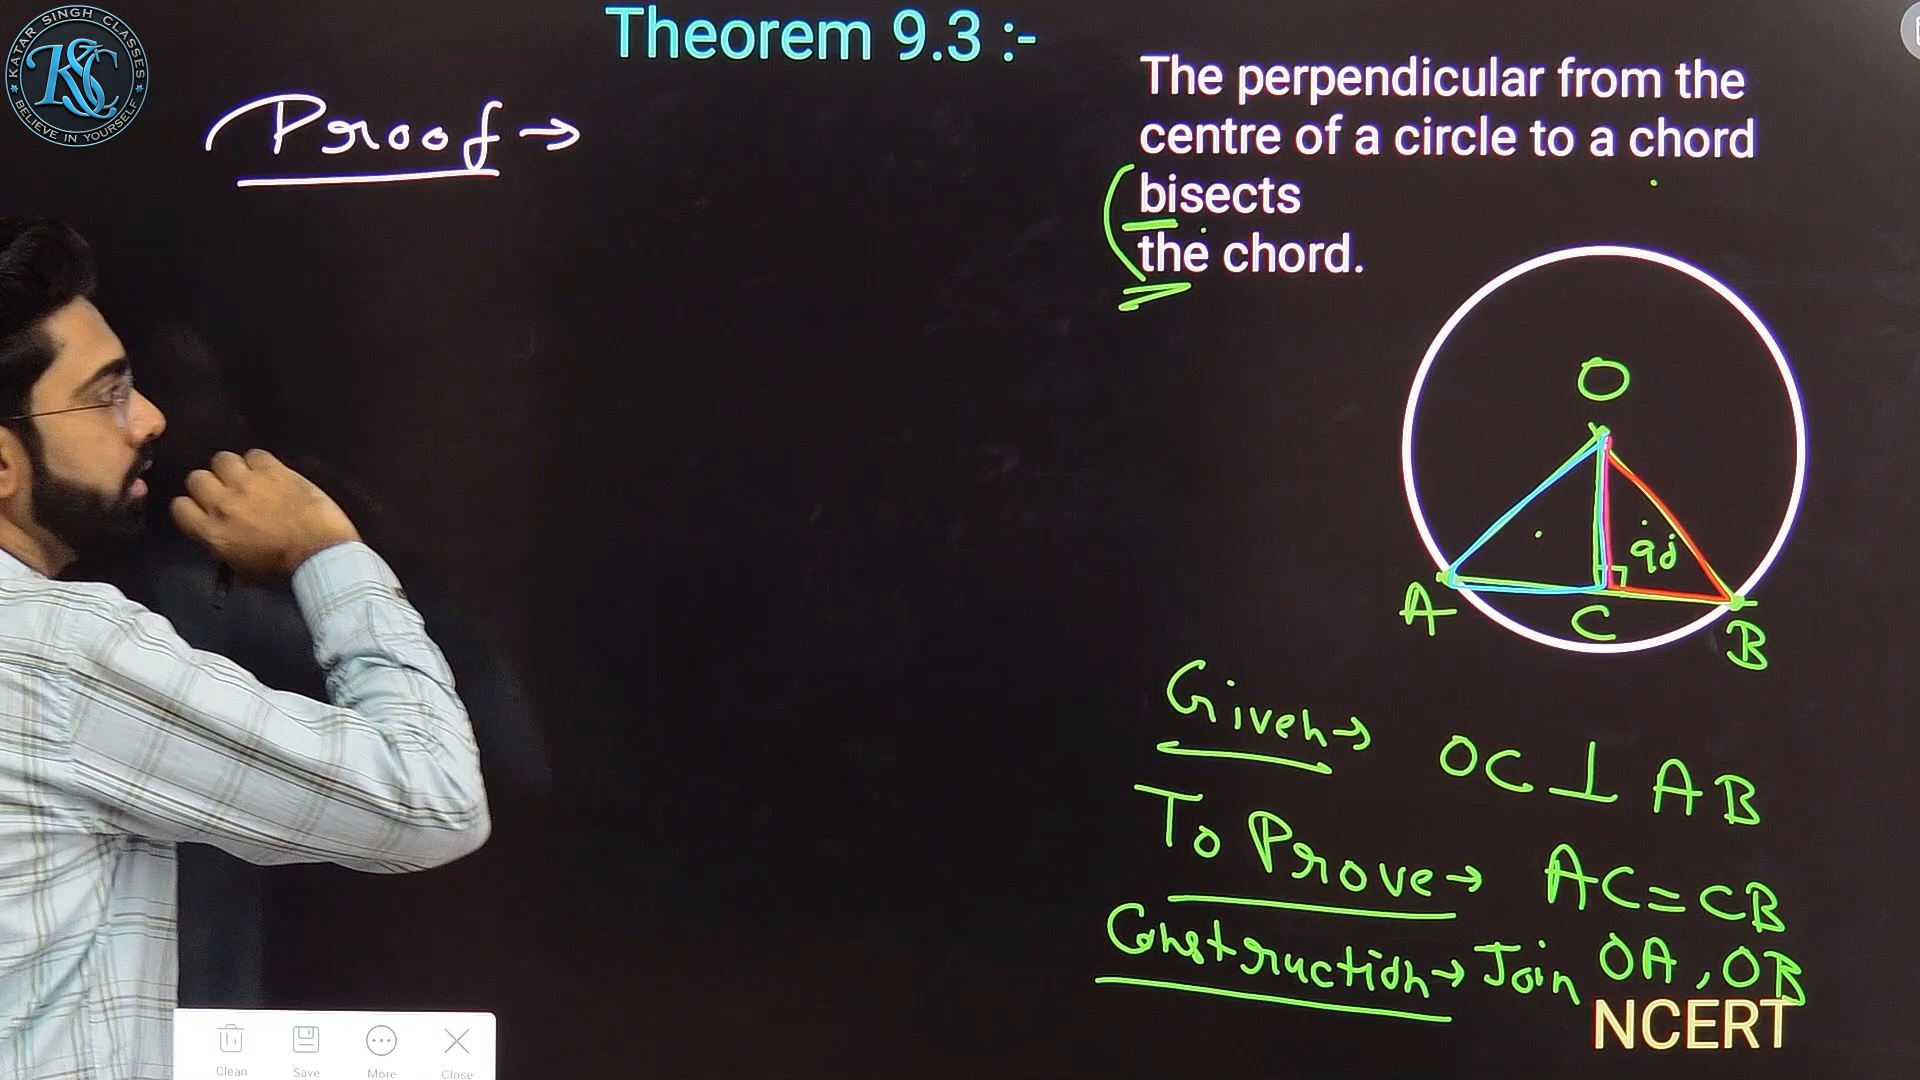 KATAR SINGH CLASSES
KSC
BELIEVE IN YOURSELF
Theorem 9.3 :-
Proof →
The perpendicular from the
centre of a circle to a chord
bisects
the chord.
O
90
A
C
B
Given → OC ⊥ AB
To Prove → AC = CB
Construction → Join OA, OB
NCERT
Clean
Save
More
Close